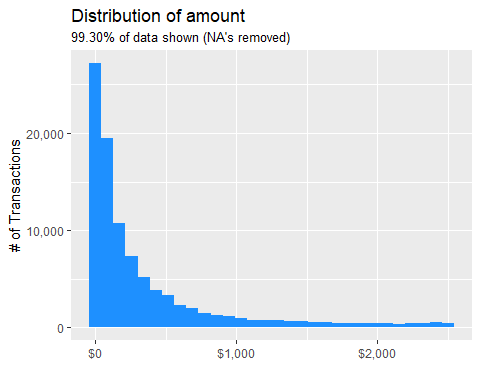 Distribution of amount
99.30% of data shown (NA's removed)
# of Transactions
20,000
10,000
0
$0
$1,000
$2,000